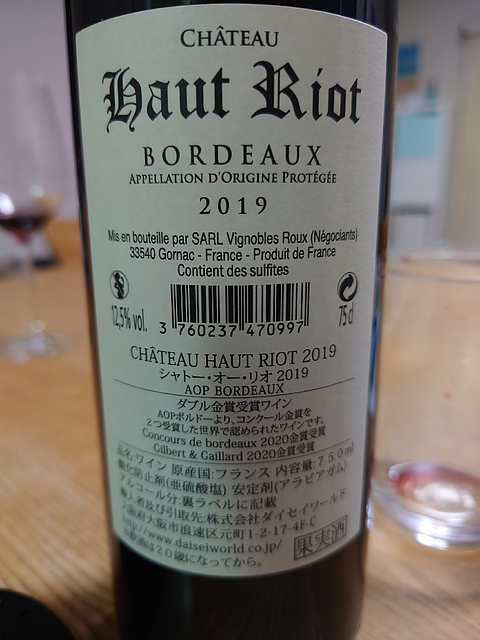 CHÂTEAU
Haut Riot
BORDEAUX
APPELLATION D'ORIGINE PROTÉGÉE
2019
Mis en bouteille par SARL Vignobles Roux (Négociants)
33540 Gornac - France - Produit de France
Contient des sulfites
12,5% vol.
3 760237 470997
75 cl
CHÂTEAU HAUT RIOT 2019
シャトー・オー・リオ 2019
AOP BORDEAUX
ダブル金賞受賞ワイン
AOPボルドーより、コンクール金賞を
2つ受賞した世界で認められたワインです。
Concours de bordeaux 2020金賞受賞
Gilbert & Gaillard 2020金賞受賞
品名:ワイン 原産国:フランス 内容量:750ml
酸化防止剤(亜硫酸塩) 安定剤(アラビアガム)
アルコール分:裏ラベルに記載
輸入者及び引取先:株式会社ダイセイワールド
大阪府大阪市浪速区元町1-2-17-4F-C
http://www.daiseiworld.co.jp/
果実酒
お酒は20歳になってから。